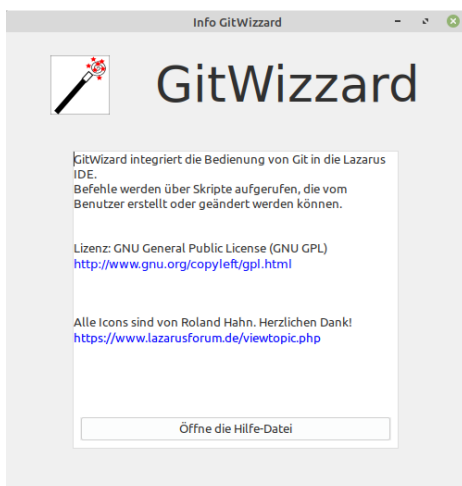 Info GitWizzard
GitWizzard
GitWizard integriert die Bedienung von Git in die Lazarus
IDE.
Befehle werden über Skripte aufgerufen, die vom
Benutzer erstellt oder geändert werden können.
Lizenz: GNU General Public License (GNU GPL)
http://www.gnu.org/copyleft/gpl.html
Alle Icons sind von Roland Hahn. Herzlichen Dank!
https://www.lazarusforum.de/viewtopic.php
Öffne die Hilfe-Datei